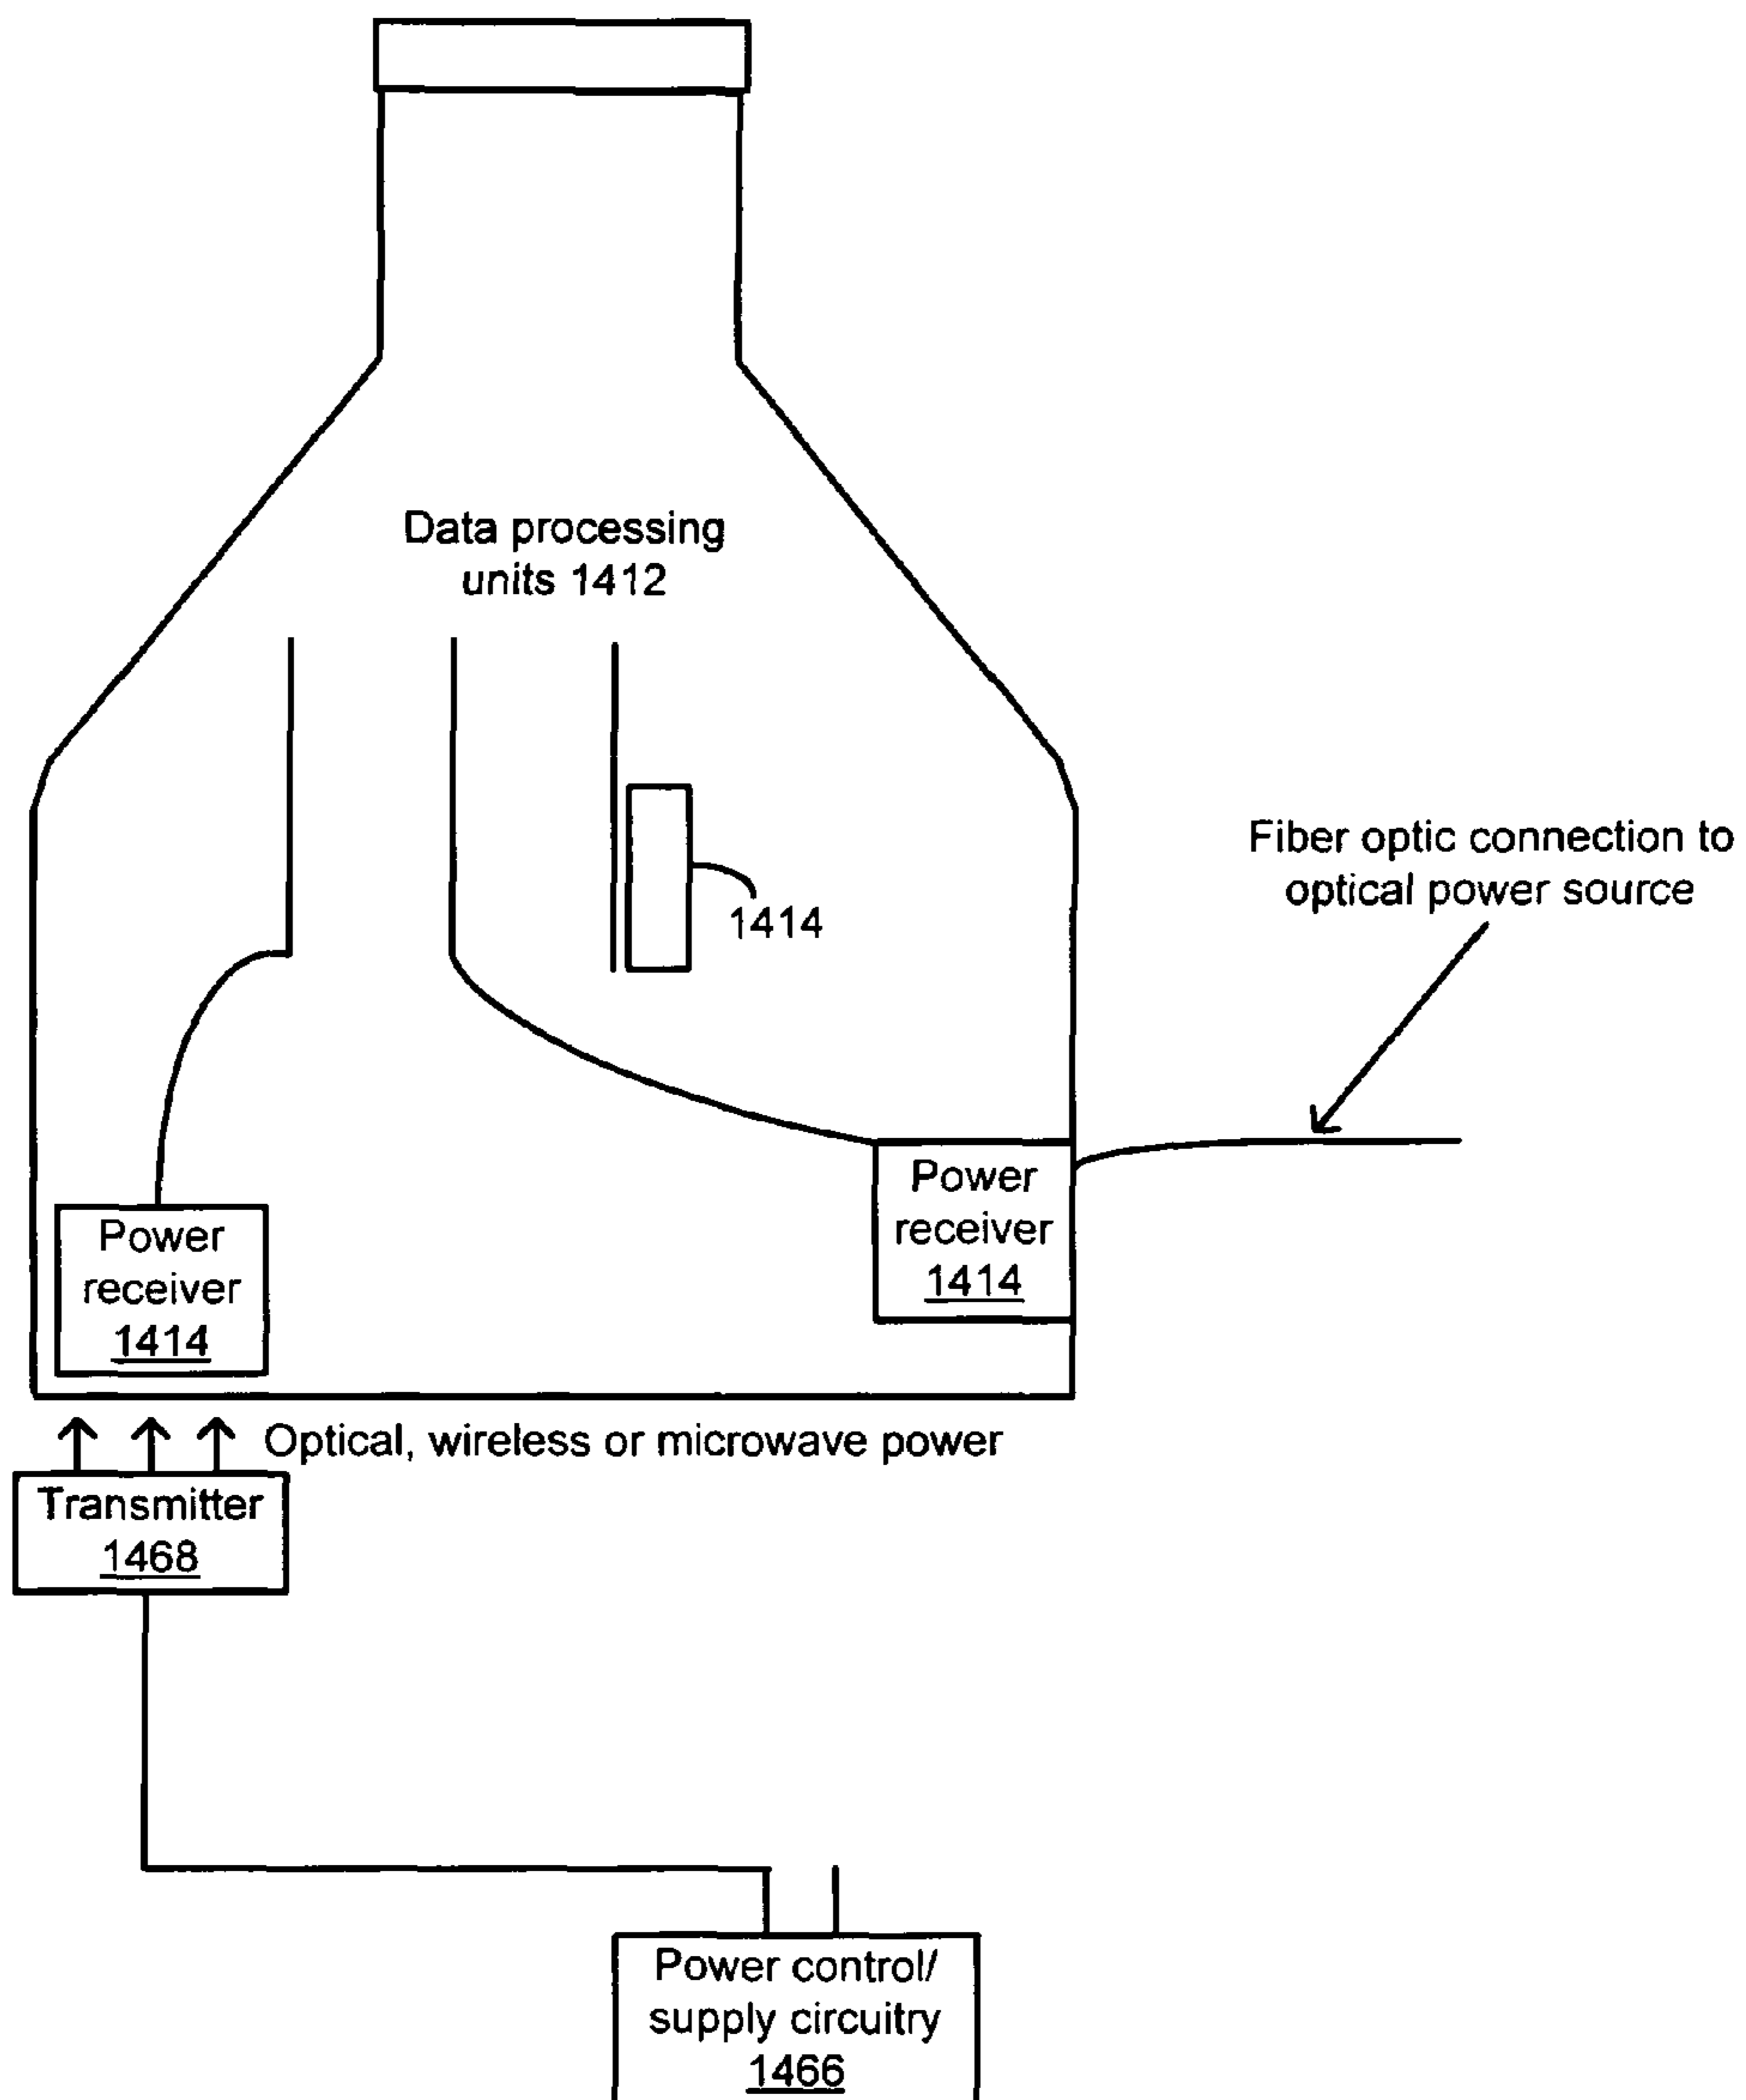 Data processing
units 1412
1414
Fiber optic connection to
optical power source
Power
receiver
1414
Power
receiver
1414
Optical, wireless or microwave power
Transmitter
1468
Power control/
supply circuitry
1466